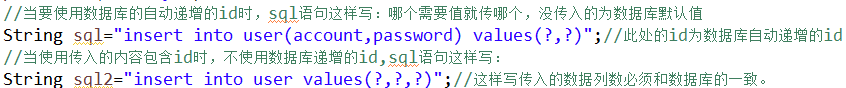 //当要使用数据库的自动递增的id时，sql语句这样写：哪个需要值就传哪个，没传入的为数据库默认值
String sql="insert into user(account,password) values(?,?)";//此处的id为数据库自动递增的id
//当使用传入的内容包含id时，不使用数据库递增的id,sql语句这样写：
String sql2="insert into user values(?,?,?)";//这样写传入的数据列数必须和数据库的一致。